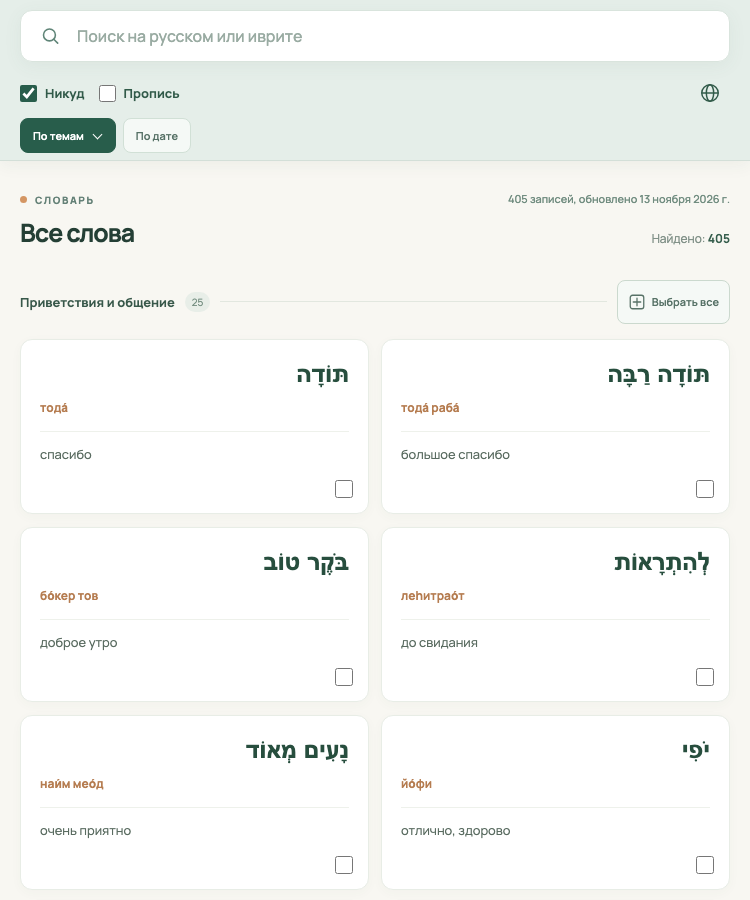 Поиск на русском или иврите
Никуд
Пропись
По темам
По дате
СЛОВАРЬ
405 записей, обновлено 13 ноября 2026 г.
Все слова
Найдено: 405
Приветствия и общение 25
Выбрать все
תּוֹדָה
тода́
спасибо
תּוֹדָה רַבָּה
тода́ раба́
большое спасибо
בֹּקֶר טוֹב
бо́кер тов
доброе утро
לְהִתְרָאוֹת
леhитрао́т
до свидания
נָעִים מְאוֹד
наи́м мео́д
очень приятно
יֹפִי
йо́фи
отлично, здорово